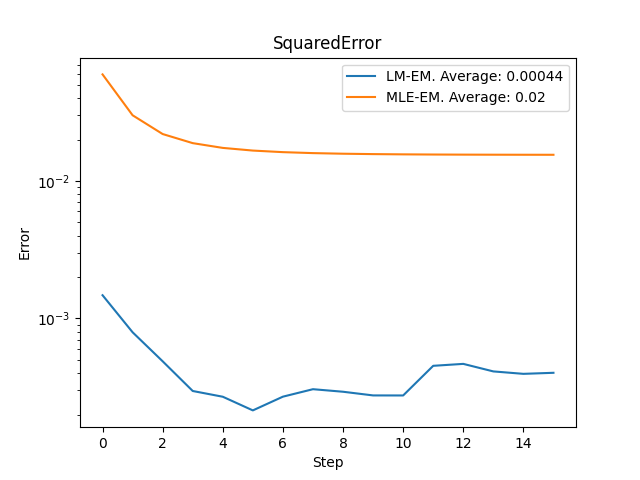 SquaredError
LM-EM. Average: 0.00044
MLE-EM. Average: 0.02
10⁻²
10⁻³
Error
0 2 4 6 8 10 12 14
Step